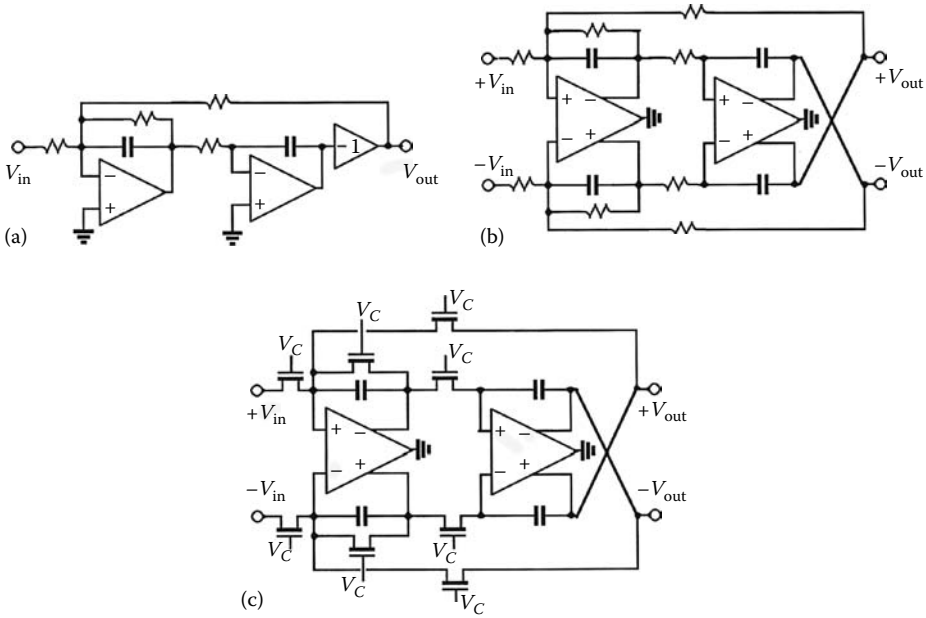 −1
−
+
−
+
V_in
V_out
(a)
+V_in
+ −
− +
+ −
− +
+V_out
−V_in
−V_out
(b)
V_C
V_C
V_C
V_C
+V_in
+ −
− +
+ −
− +
+V_out
−V_in
−V_out
V_C
V_C
V_C
V_C
(c)